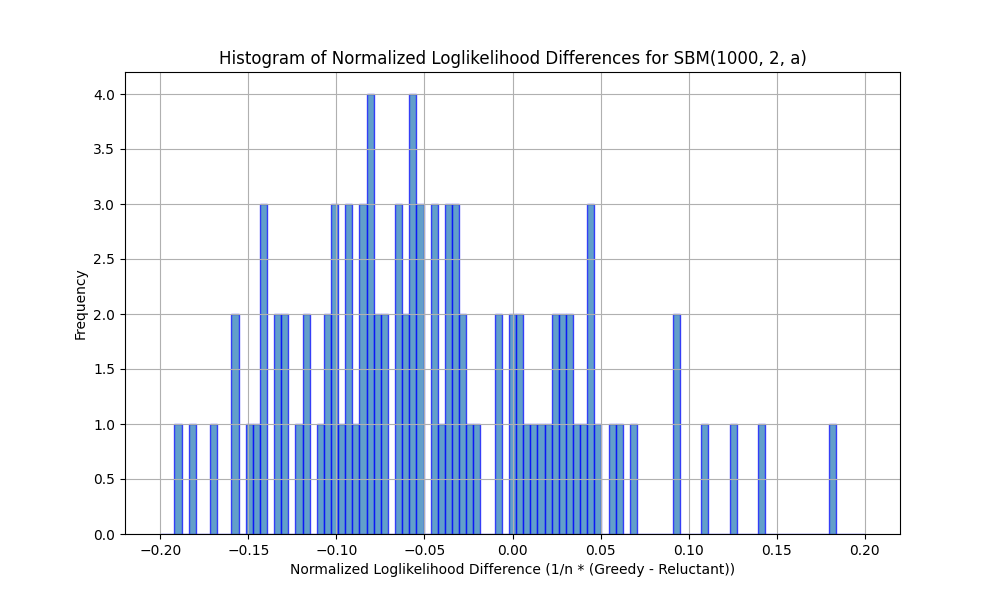 Histogram of Normalized Loglikelihood Differences for SBM(1000, 2, a)
4.0
3.5
3.0
2.5
2.0
1.5
1.0
0.5
0.0
Frequency
−0.20 −0.15 −0.10 −0.05 0.00 0.05 0.10 0.15 0.20
Normalized Loglikelihood Difference (1/n * (Greedy - Reluctant))